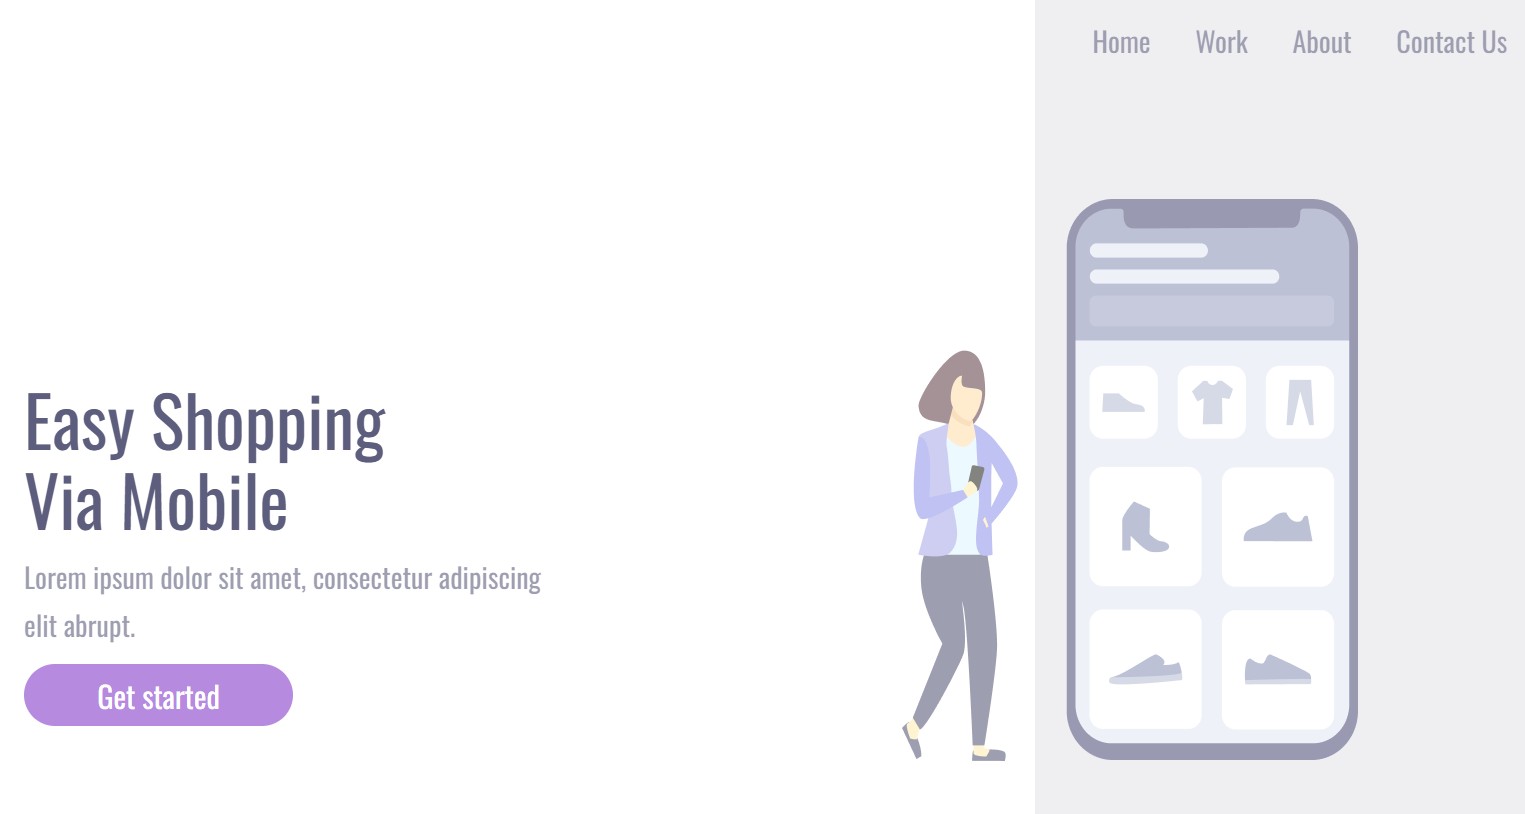 Home Work About Contact Us
Easy Shopping
Via Mobile
Lorem ipsum dolor sit amet, consectetur adipiscing
elit abrupt.
Get started